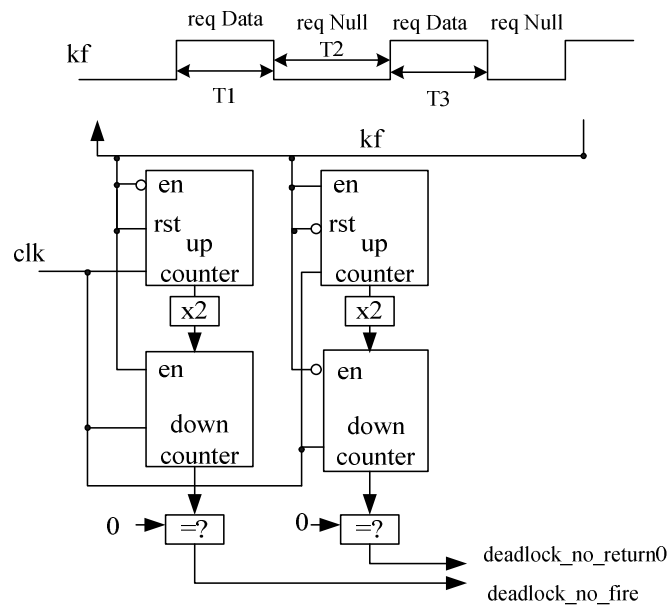 req Data req Null req Data req Null
kf
T2
T1
T3
kf
en
en
rst
rst
up
up
clk
counter
counter
x2
x2
en
en
down
down
counter
counter
0
=?
0
=?
deadlock_no_return0
deadlock_no_fire